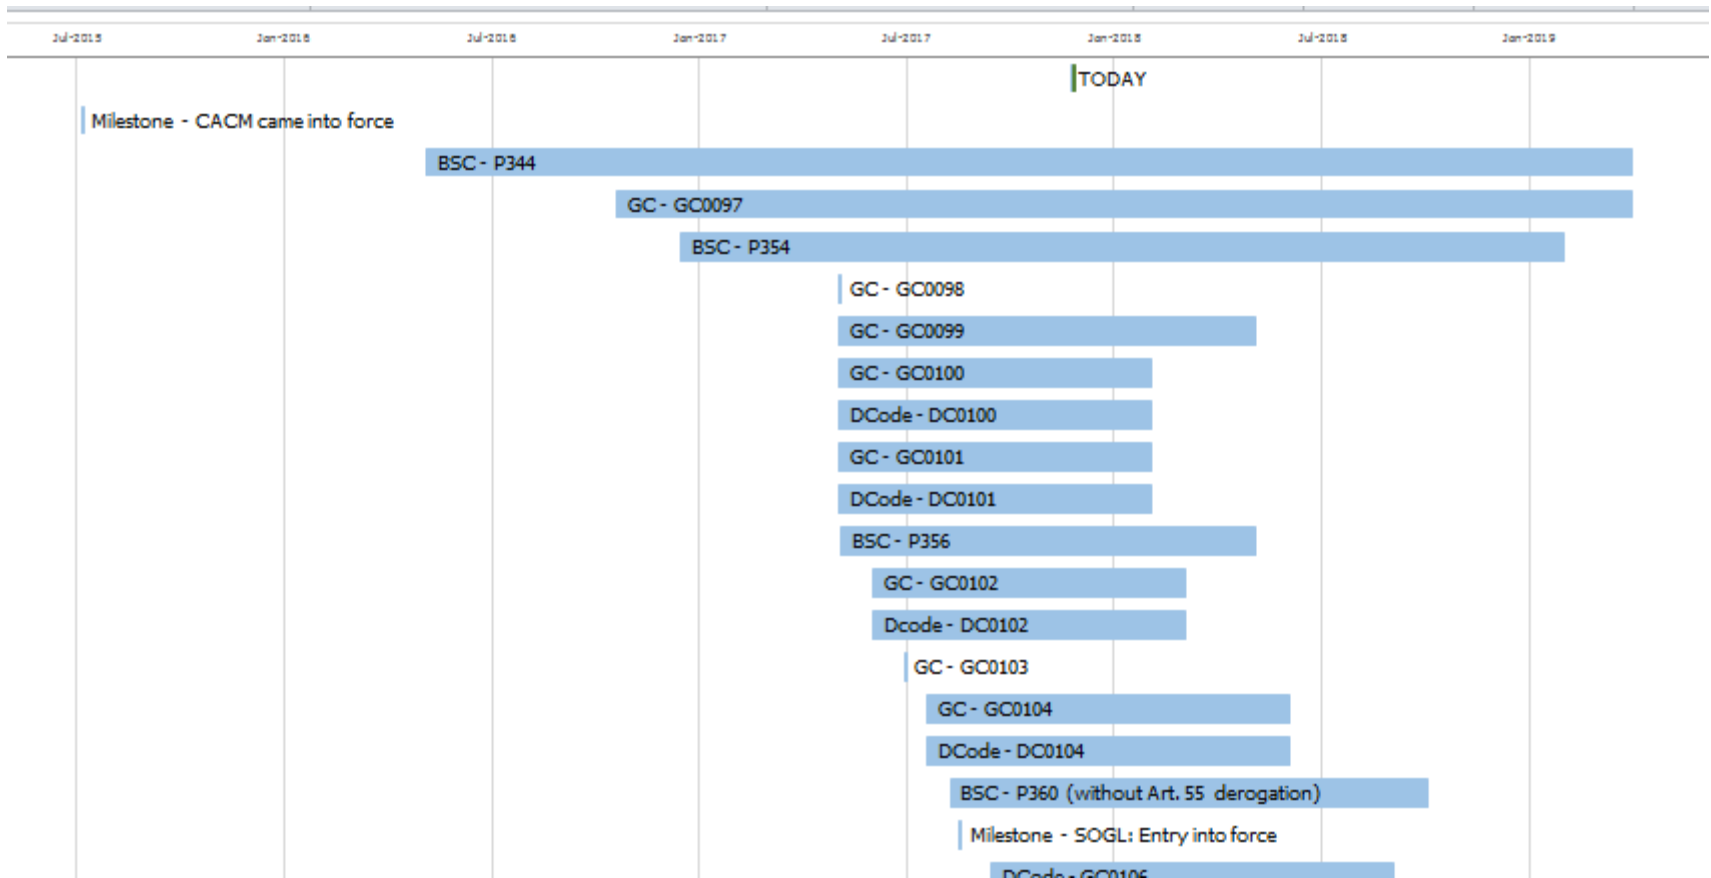 Jul-2015 Jan-2016 Jul-2016 Jan-2017 Jul-2017 Jan-2018 Jul-2018 Jan-2019
TODAY
Milestone - CACM came into force
BSC - P344
GC - GC0097
BSC - P354
GC - GC0098
GC - GC0099
GC - GC0100
DCode - DC0100
GC - GC0101
DCode - DC0101
BSC - P356
GC - GC0102
Dcode - DC0102
GC - GC0103
GC - GC0104
DCode - DC0104
BSC - P360 (without Art. 55 derogation)
Milestone - SOGL: Entry into force
DCode - GC0106